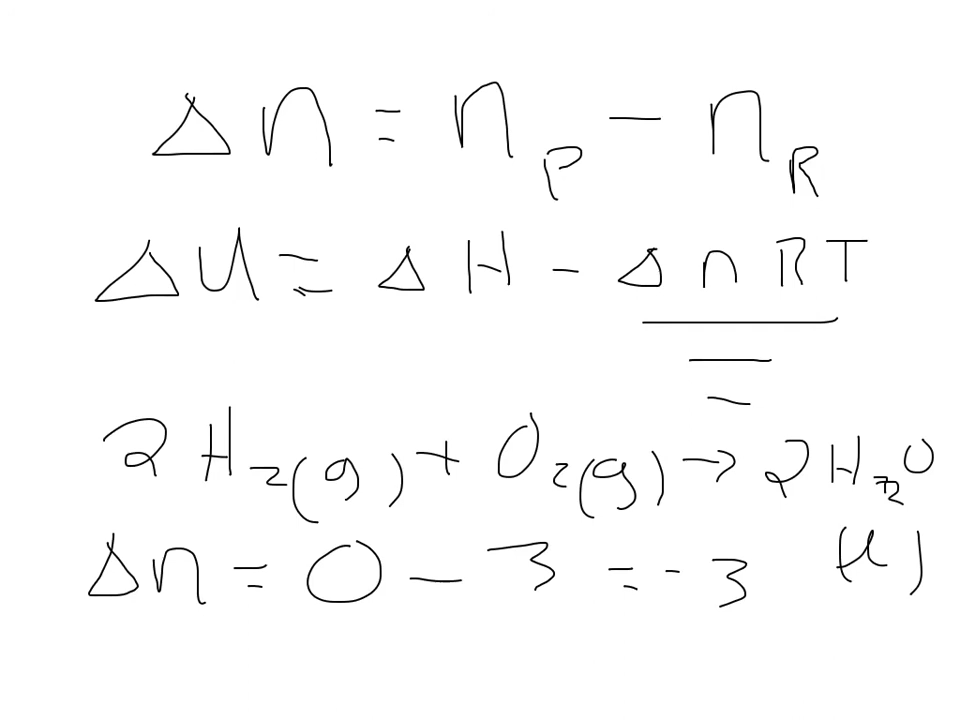 Δn = n_P - n_R
ΔU = ΔH - ΔnRT
2H₂(g) + O₂(g) → 2H₂O (l)
Δn = 0 - 3 = -3